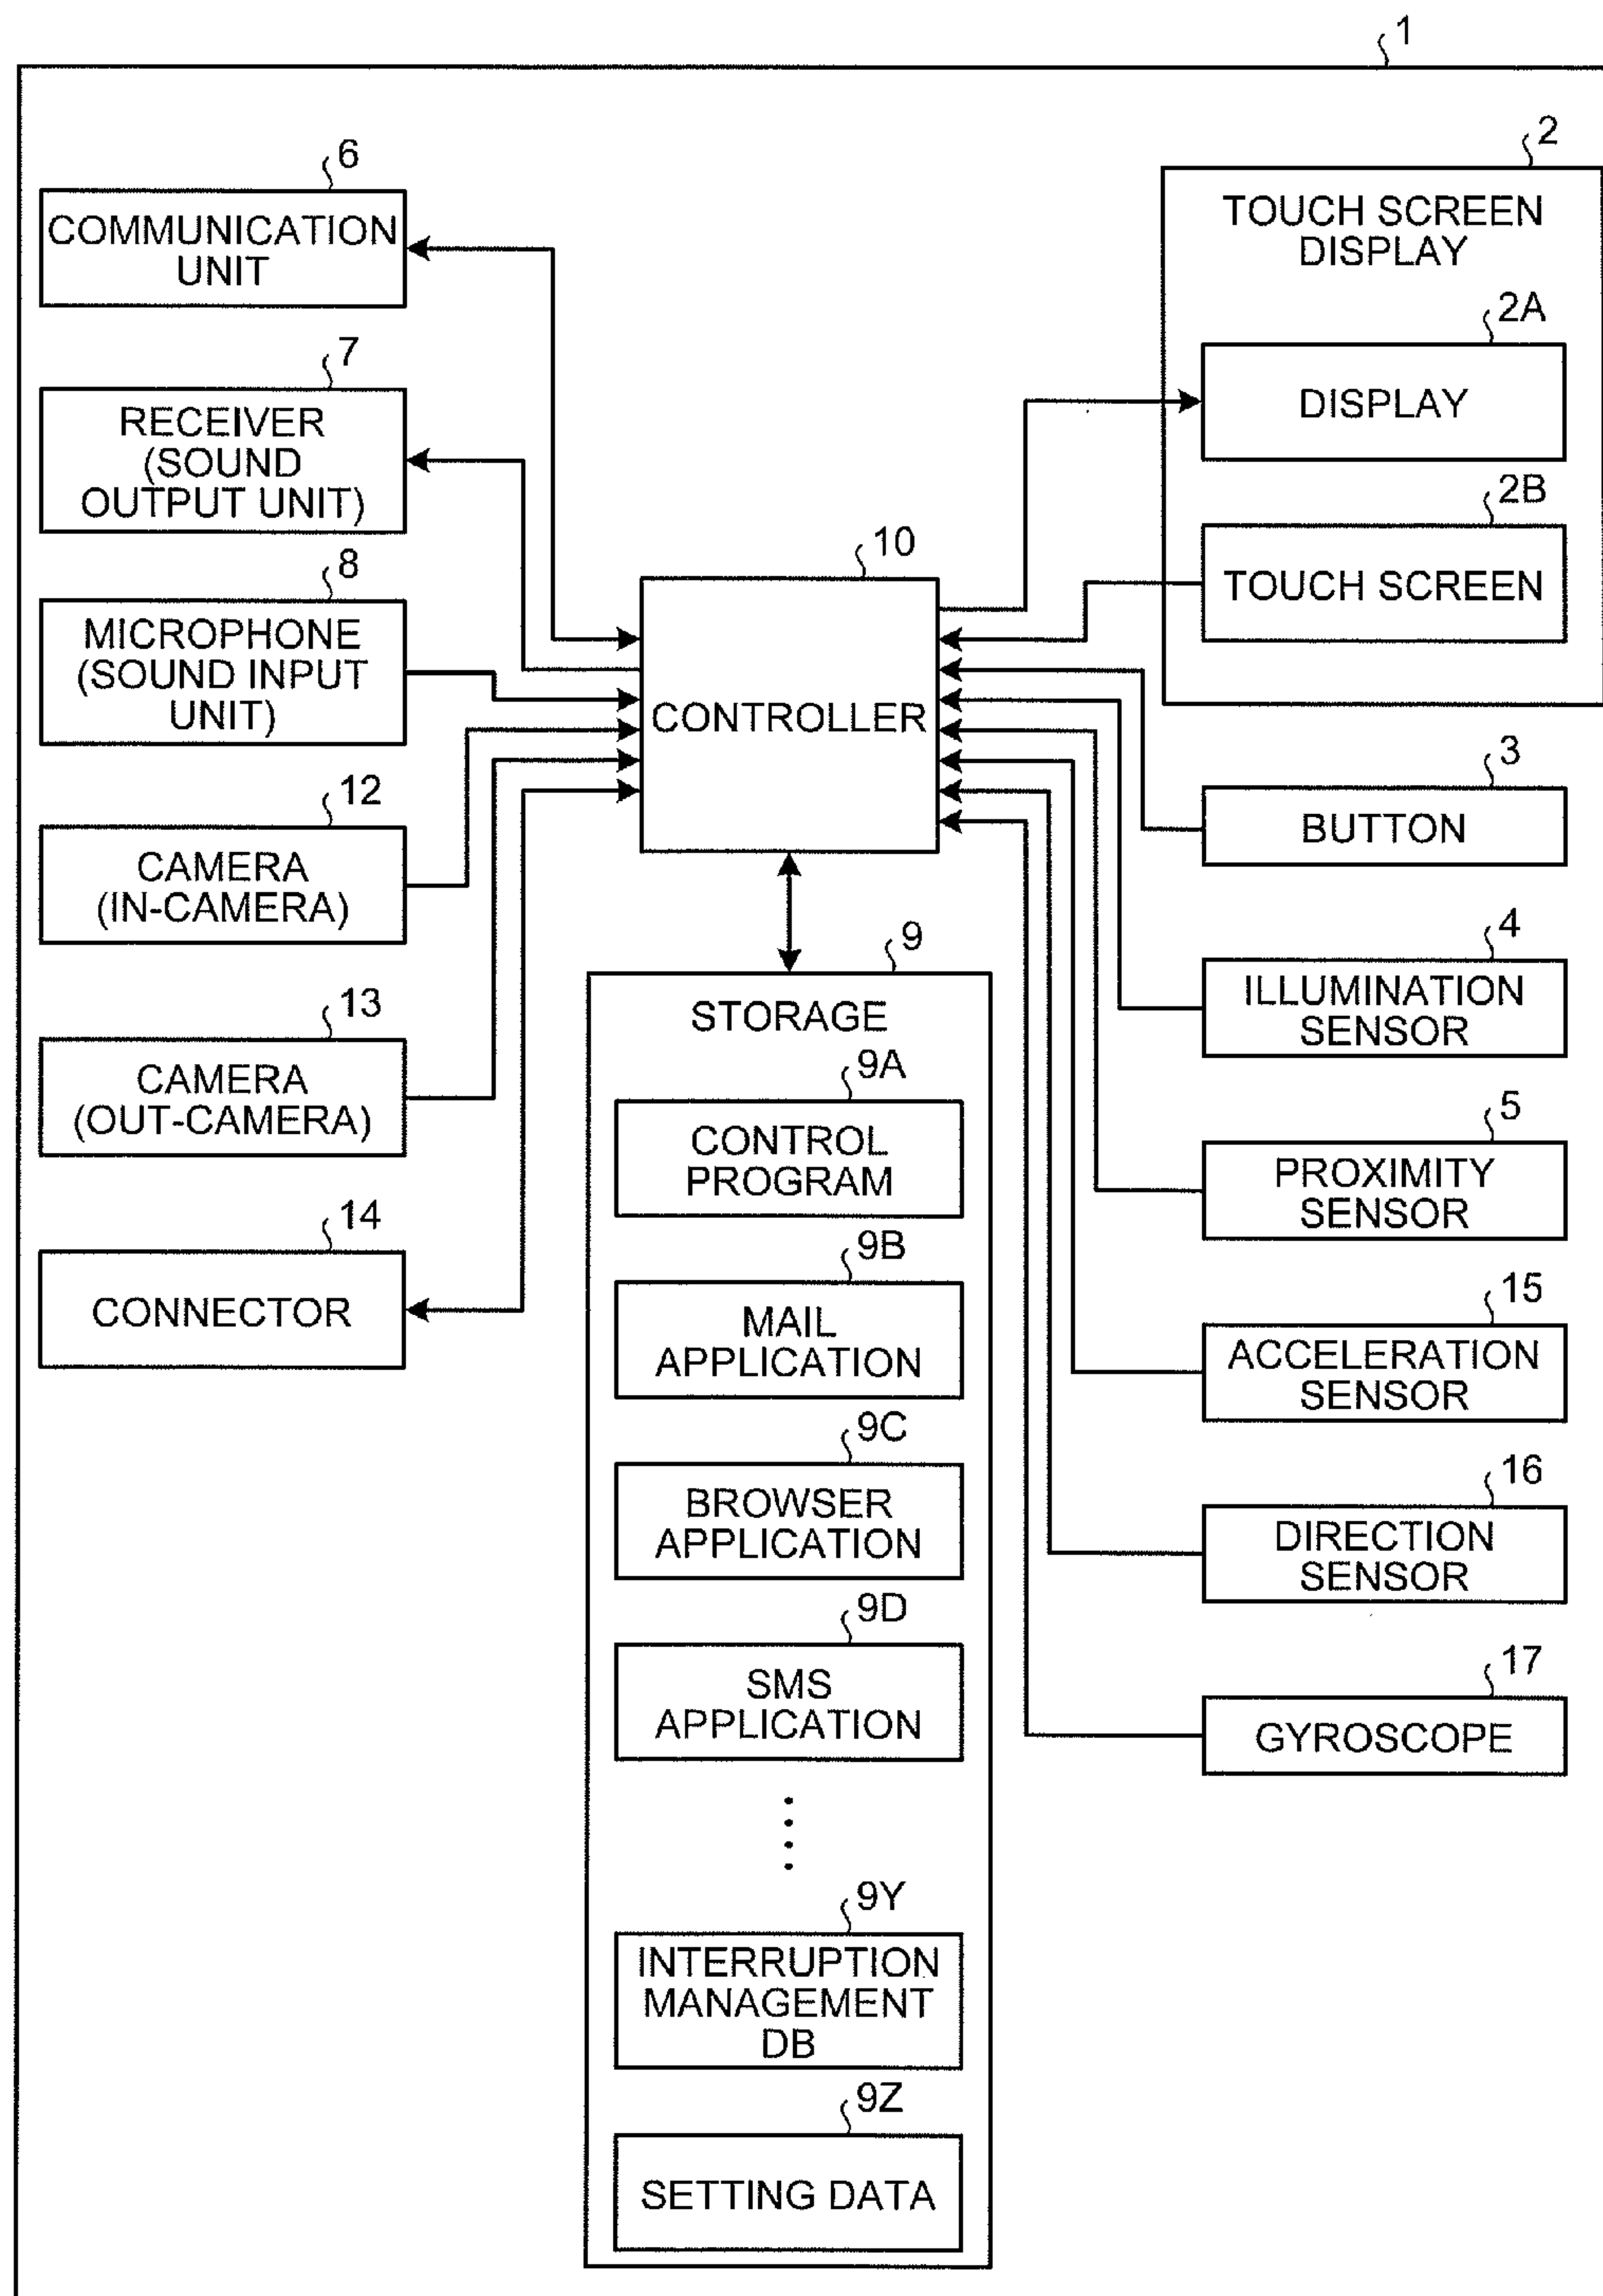 1
6
COMMUNICATION
UNIT
7
RECEIVER
(SOUND
OUTPUT UNIT)
8
MICROPHONE
(SOUND INPUT
UNIT)
12
CAMERA
(IN-CAMERA)
13
CAMERA
(OUT-CAMERA)
14
CONNECTOR
10
CONTROLLER
9
STORAGE
9A
CONTROL
PROGRAM
9B
MAIL
APPLICATION
9C
BROWSER
APPLICATION
9D
SMS
APPLICATION
9Y
INTERRUPTION
MANAGEMENT
DB
9Z
SETTING DATA
2
TOUCH SCREEN
DISPLAY
2A
DISPLAY
2B
TOUCH SCREEN
3
BUTTON
4
ILLUMINATION
SENSOR
5
PROXIMITY
SENSOR
15
ACCELERATION
SENSOR
16
DIRECTION
SENSOR
17
GYROSCOPE